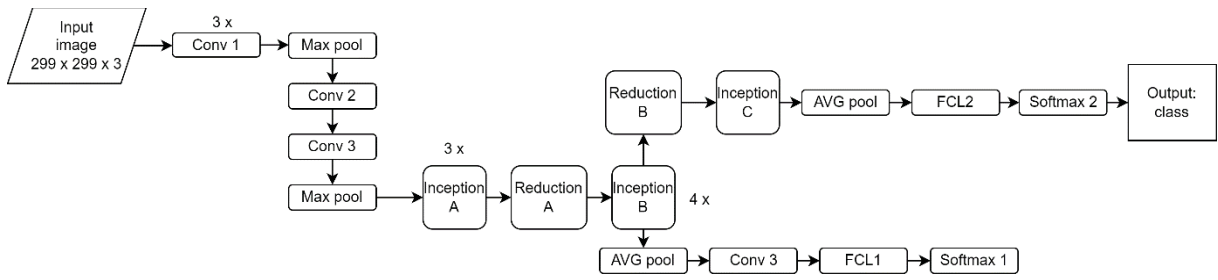 Input
image
299 x 299 x 3
3 x
Conv 1
Max pool
Conv 2
Conv 3
Max pool
3 x
Inception
A
Reduction
A
Inception
B
4 x
Reduction
B
Inception
C
AVG pool
FCL2
Softmax 2
Output:
class
AVG pool
Conv 3
FCL1
Softmax 1